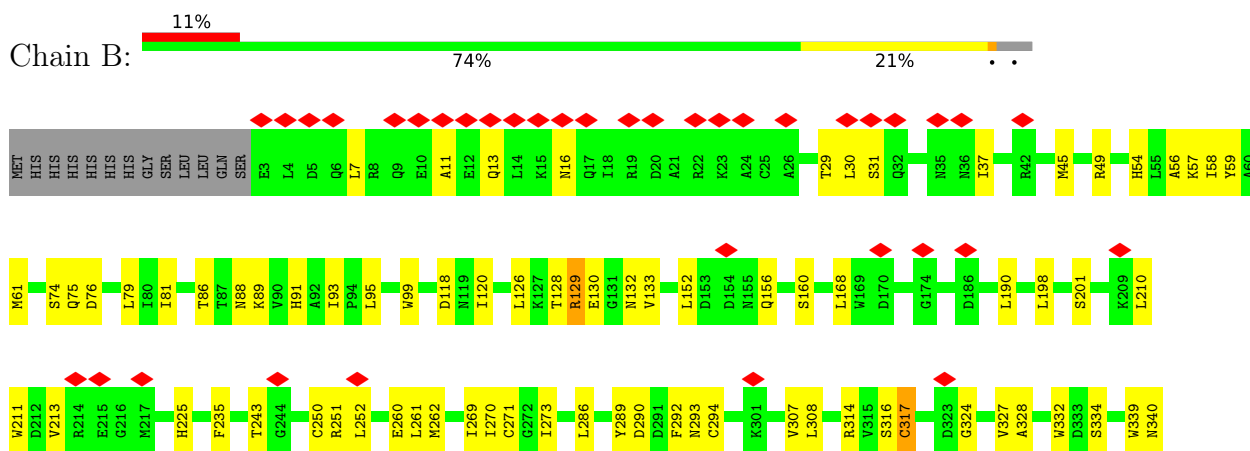 11%
Chain B:
74% 21% • •
MET HIS HIS HIS HIS HIS HIS GLY SER LEU LEU GLN SER E3 L4 D5 Q6 L7 R8 Q9 E10 A11 E12 Q13 L14 K15 N16 Q17 I18 R19 D20 A21 R22 K23 A24 C25 A26 T29 L30 S31 Q32 N35 N36 I37 R42 M45 R49 H54 L55 A56 K57 I58 Y59 A60
M61 S74 Q75 D76 L79 I80 I81 T86 T87 N88 K89 V90 H91 A92 I93 P94 L95 W99 D118 N119 I120 L126 K127 T128 R129 E130 G131 N132 V133 L152 D153 D154 N155 Q156 S160 L168 W169 D170 G174 D186 L190 L198 S201 K209 L210
W211 D212 V213 R214 E215 G216 M217 H225 F235 T243 G244 C250 R251 L252 E260 L261 M262 I269 I270 C271 G272 I273 L286 Y289 D290 D291 F292 N293 C294 K301 V307 L308 R314 V315 S316 C317 D323 G324 V327 A328 W332 D333 S334 W339 N340